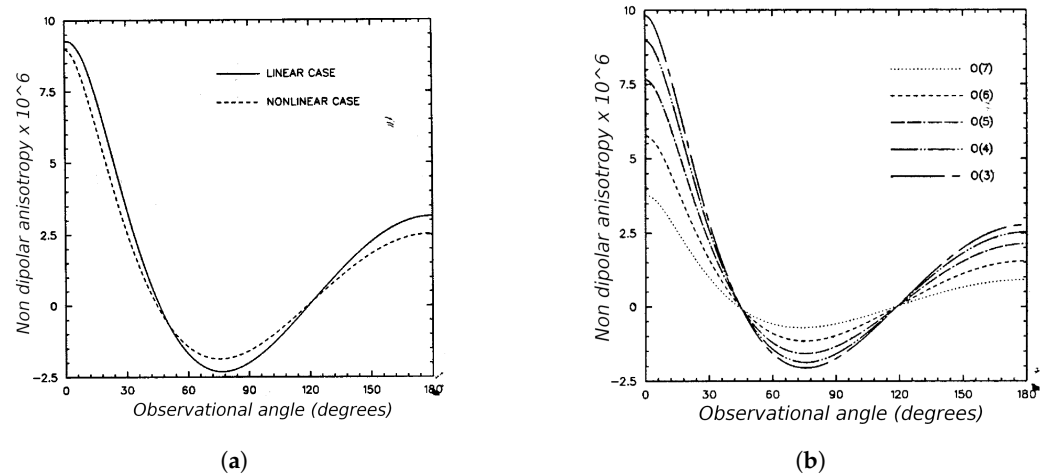 10
7.5
5
2.5
0
−2.5
0 30 60 90 120 150 180
Non dipolar anisotropy x 10^6
Observational angle (degrees)
LINEAR CASE
NONLINEAR CASE
(a)
10
7.5
5
2.5
0
−2.5
0 30 60 90 120 150 180
Non dipolar anisotropy x 10^6
Observational angle (degrees)
O(7)
O(6)
O(5)
O(4)
O(3)
(b)